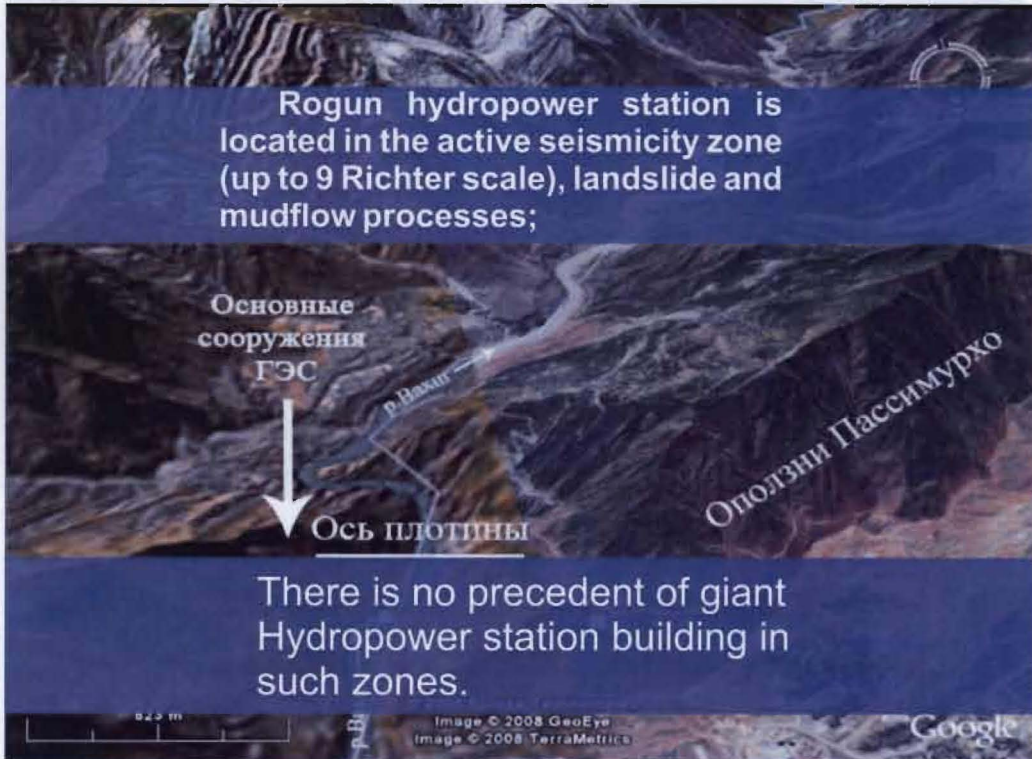 Rogun hydropower station is
located in the active seismicity zone
(up to 9 Richter scale), landslide and
mudflow processes;
Основные
сооружения
ГЭС
р.Вахш
Оползни Пассимурхо
Ось плотины
There is no precedent of giant
Hydropower station building in
such zones.
823 m
Image © 2008 GeoEye
Image © 2008 TerraMetrics
Google